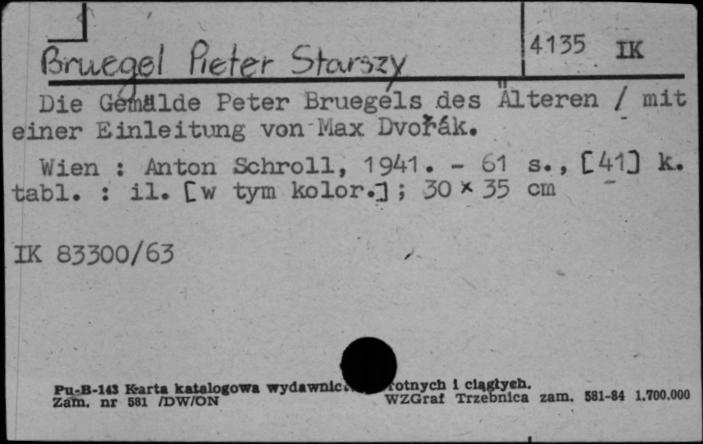 Bruegel Pieter Starszy
4135 IK
Die Gemälde Peter Bruegels des Älteren / mit
einer Einleitung von Max Dvořák.
Wien : Anton Schroll, 1941. - 61 s., [41] k.
tabl. : il. [w tym kolor.] ; 30 × 35 cm
IK 83300/63
Pu-B-143 Karta katalogowa i ciągłych.
Zam. nr 581 /DW/ON WZGraf Trzebnica zam. 581-84 1.700.000